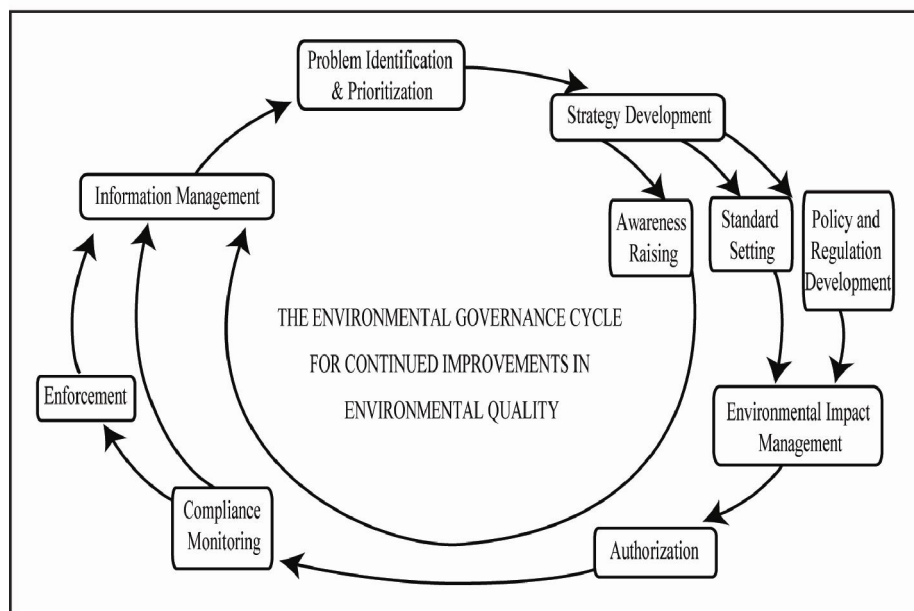 Problem Identification
& Prioritization
Strategy Development
Information Management
Awareness
Raising
Standard
Setting
Policy and
Regulation
Development
THE ENVIRONMENTAL GOVERNANCE CYCLE
FOR CONTINUED IMPROVEMENTS IN
ENVIRONMENTAL QUALITY
Enforcement
Environmental Impact
Management
Compliance
Monitoring
Authorization